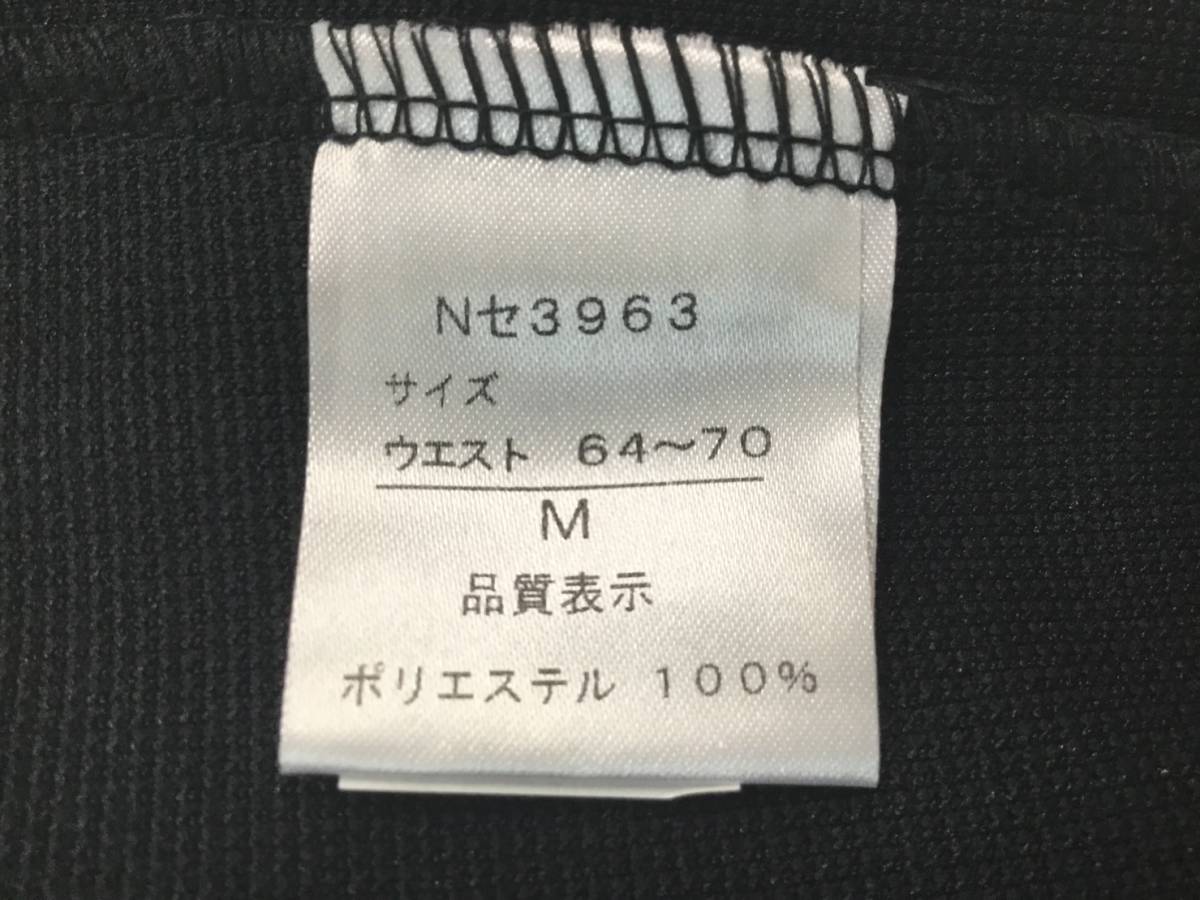 Nセ3963
サイズ
ウエスト 64〜70
M
品質表示
ポリエステル 100%